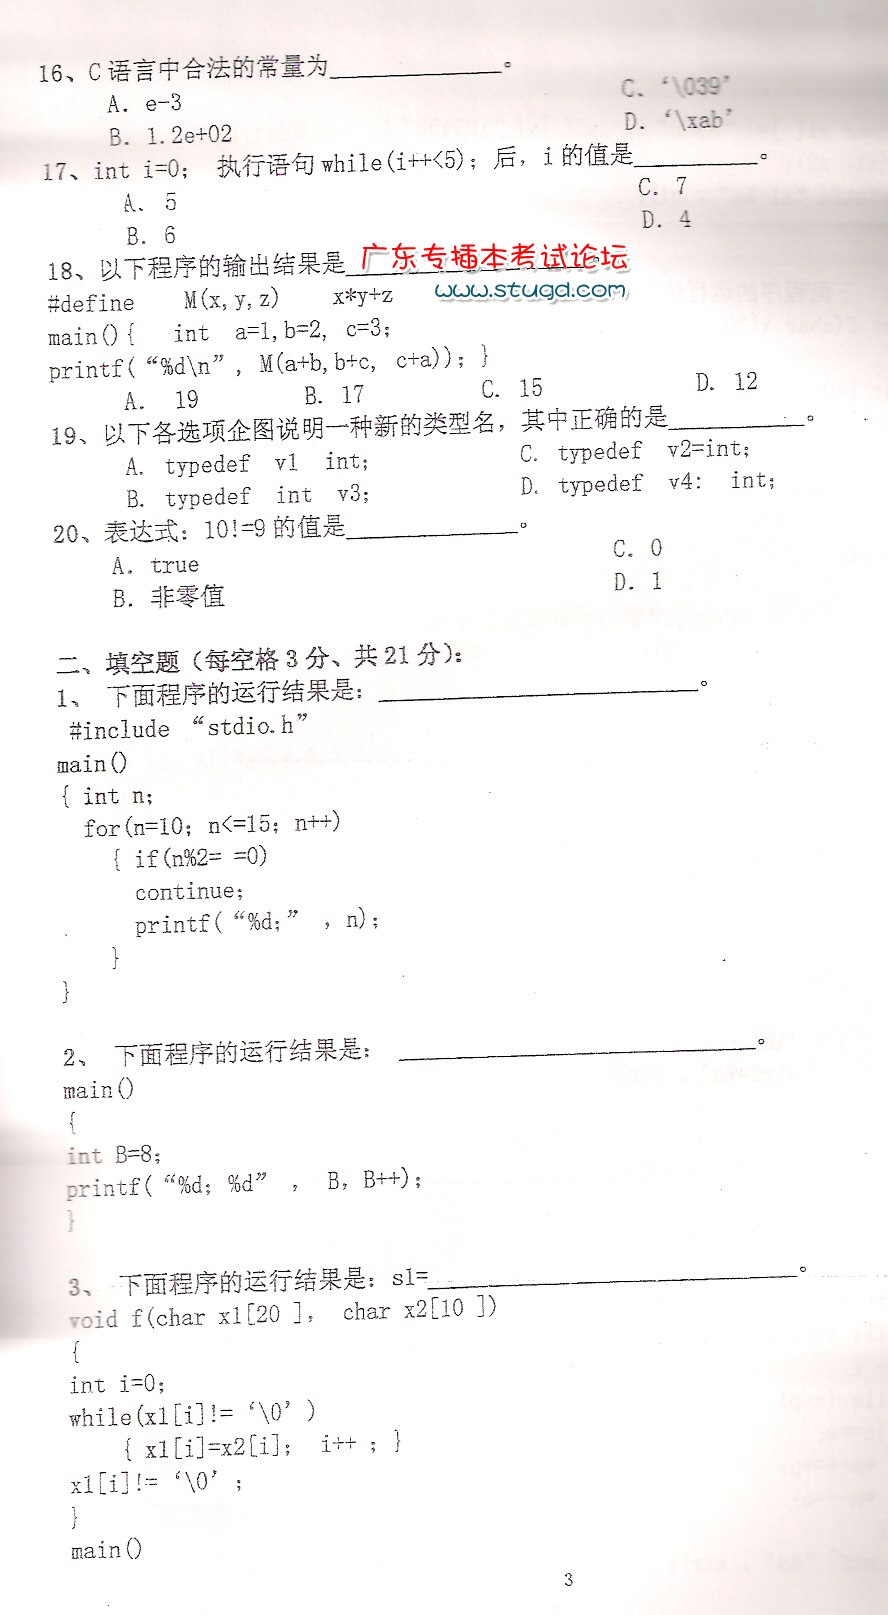 16、C 语言中合法的常量为____________。
A. e-3
C. ‘\039’
B. 1.2e+02
D. ‘\xab’
17、int i=0; 执行语句 while(i++<5); 后, i 的值是__________。
A. 5
C. 7
B. 6
D. 4
18、以下程序的输出结果是____________________。
广东专插本考试论坛
www.stugd.com
#define M(x,y,z) x*y+z
main(){ int a=1,b=2, c=3;
printf(“%d\n”, M(a+b,b+c, c+a)); }
A. 19 B. 17 C. 15 D. 12
19、以下各选项企图说明一种新的类型名, 其中正确的是___________。
A. typedef v1 int; C. typedef v2=int;
B. typedef int v3; D. typedef v4: int;
20、表达式: 10!=9 的值是______________。
A. true
C. 0
B. 非零值
D. 1
二、填空题 (每空格 3 分、共 21 分):
1、 下面程序的运行结果是: __________________________。
#include “stdio.h”
main()
{ int n;
for(n=10; n<=15; n++)
{ if(n%2= =0)
continue;
printf(“%d;” , n);
}
}
2、 下面程序的运行结果是: _____________________________。
main()
{
int B=8;
printf(“%d; %d” , B, B++);
}
3、 下面程序的运行结果是: s1=______________________________。
void f(char x1[20 ], char x2[10 ])
{
int i=0;
while(x1[i]!= ‘\0’ )
{ x1[i]=x2[i]; i++ ; }
x1[i]!= ‘\0’ ;
}
main()
3